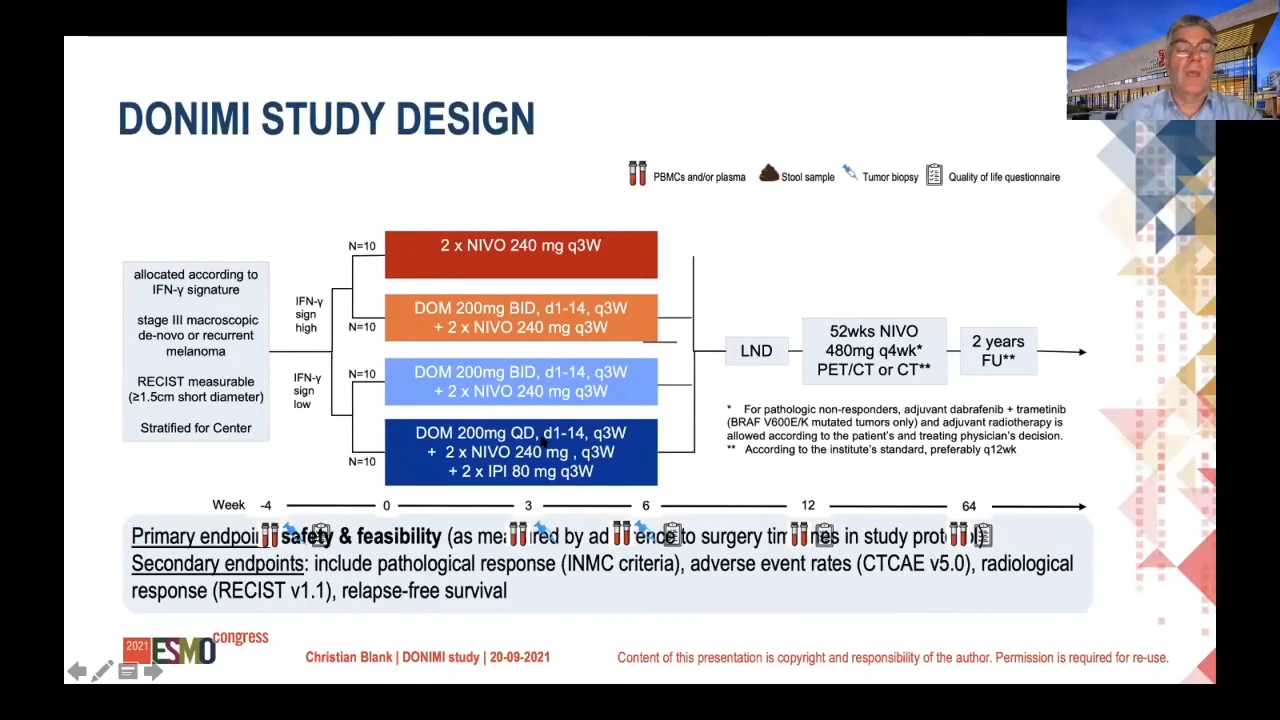 DONIMI STUDY DESIGN
PBMCs and/or plasma
Stool sample
Tumor biopsy
Quality of life questionnaire
allocated according to
IFN-γ signature
stage III macroscopic
de-novo or recurrent
melanoma
RECIST measurable
(≥1.5cm short diameter)
Stratified for Center
IFN-γ
sign
high
IFN-γ
sign
low
N=10
2 x NIVO 240 mg q3W
N=10
DOM 200mg BID, d1-14, q3W
+ 2 x NIVO 240 mg q3W
N=10
DOM 200mg BID, d1-14, q3W
+ 2 x NIVO 240 mg q3W
N=10
DOM 200mg QD, d1-14, q3W
+ 2 x NIVO 240 mg , q3W
+ 2 x IPI 80 mg q3W
LND
52wks NIVO
480mg q4wk*
PET/CT or CT**
2 years
FU**
* For pathologic non-responders, adjuvant dabrafenib + trametinib
(BRAF V600E/K mutated tumors only) and adjuvant radiotherapy is
allowed according to the patient's and treating physician's decision.
** According to the institute's standard, preferably q12wk
Week -4 0 3 6 12 64
Primary safety & feasibility (as by to surgery in study
Secondary endpoints: include pathological response (INMC criteria), adverse event rates (CTCAE v5.0), radiological
response (RECIST v1.1), relapse-free survival
2021 ESMO congress
Christian Blank | DONIMI study | 20-09-2021
Content of this presentation is copyright and responsibility of the author. Permission is required for re-use.